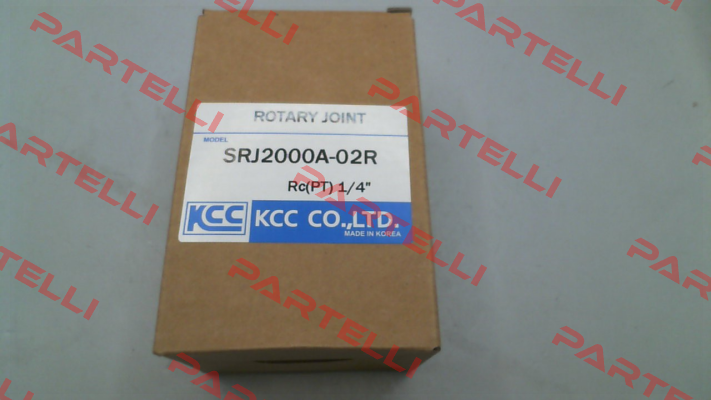 ROTARY JOINT
MODEL
SRJ2000A-02R
Rc(PT) 1/4"
KCC KCC CO.,LTD.
MADE IN KOREA
PARTELLI
PARTELLI
PARTELLI
PARTELLI
PARTELLI
PARTELLI
PARTELLI
PARTELLI